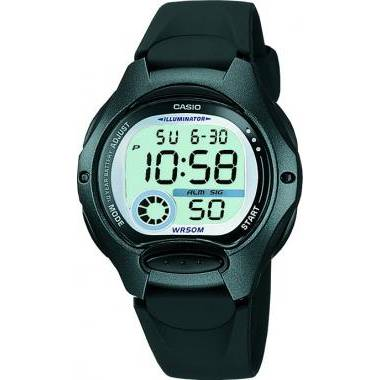 CASIO
ILLUMINATOR
10 YEAR BATTERY
ADJUST
SU 6-30
P
10:58
ALM SIG
50
MODE
START
WR50M